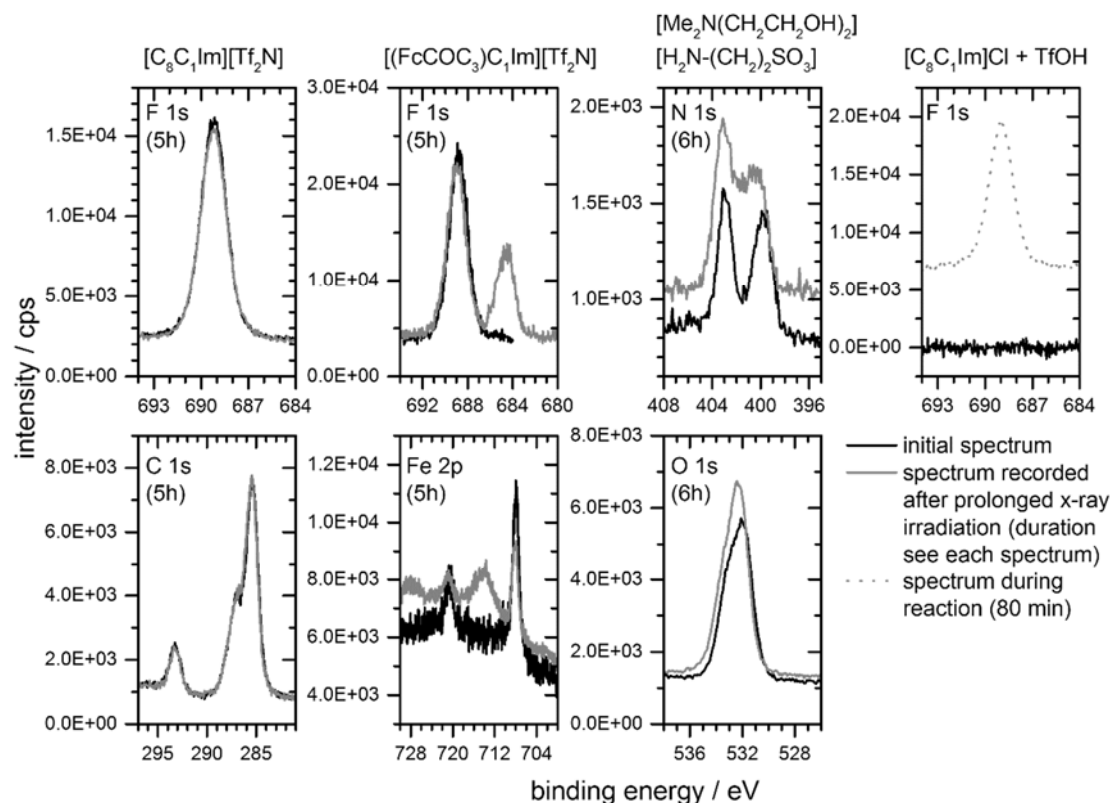 [Me₂N(CH₂CH₂OH)₂]
[C₈C₁Im][Tf₂N]
[(FcCOC₃)C₁Im][Tf₂N]
[H₂N-(CH₂)₂SO₃]
[C₈C₁Im]Cl + TfOH
intensity / cps
1.5E+04
1.0E+04
5.0E+03
0.0E+00
F 1s
(5h)
693 690 687 684
3.0E+04
2.0E+04
1.0E+04
0.0E+00
F 1s
(5h)
692 688 684 680
2.0E+03
1.5E+03
1.0E+03
N 1s
(6h)
408 404 400 396
2.0E+04
1.5E+04
1.0E+04
5.0E+03
0.0E+00
F 1s
693 690 687 684
8.0E+03
6.0E+03
4.0E+03
2.0E+03
0.0E+00
C 1s
(5h)
295 290 285
1.2E+04
1.0E+04
8.0E+03
6.0E+03
4.0E+03
Fe 2p
(5h)
728 720 712 704
8.0E+03
6.0E+03
4.0E+03
2.0E+03
0.0E+00
O 1s
(6h)
536 532 528
initial spectrum
spectrum recorded
after prolonged x-ray
irradiation (duration
see each spectrum)
spectrum during
reaction (80 min)
binding energy / eV